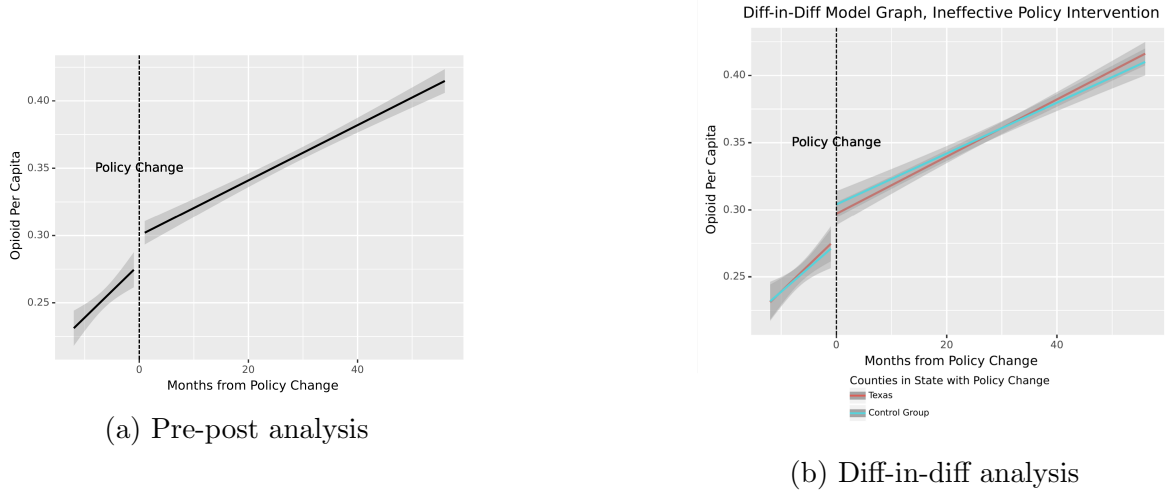 Opioid Per Capita
0.40
0.35
0.30
0.25
Policy Change
0
20
40
Months from Policy Change
(a) Pre-post analysis
Diff-in-Diff Model Graph, Ineffective Policy Intervention
Opioid Per Capita
0.40
0.35
0.30
0.25
Policy Change
0
20
40
Months from Policy Change
Counties in State with Policy Change
Texas
Control Group
(b) Diff-in-diff analysis